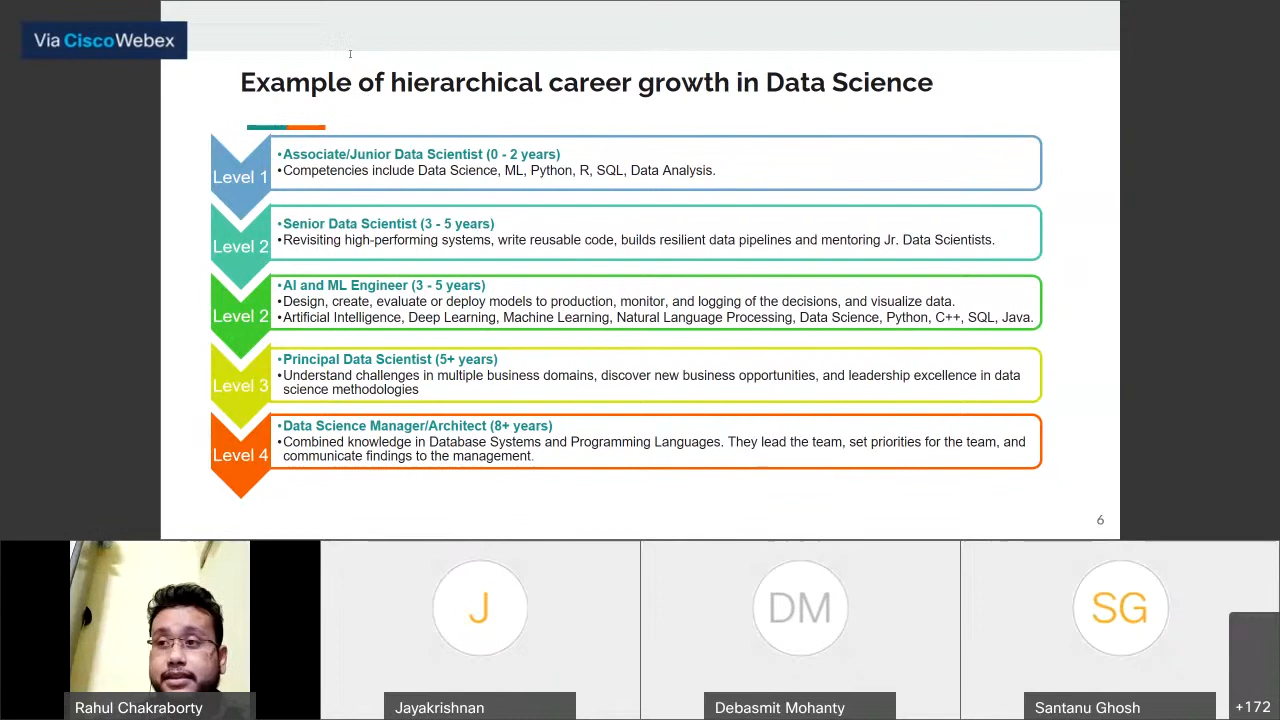 Via Cisco Webex
Example of hierarchical career growth in Data Science
Level 1
•Associate/Junior Data Scientist (0 - 2 years)
•Competencies include Data Science, ML, Python, R, SQL, Data Analysis.
Level 2
•Senior Data Scientist (3 - 5 years)
•Revisiting high-performing systems, write reusable code, builds resilient data pipelines and mentoring Jr. Data Scientists.
Level 2
•AI and ML Engineer (3 - 5 years)
•Design, create, evaluate or deploy models to production, monitor, and logging of the decisions, and visualize data.
•Artificial Intelligence, Deep Learning, Machine Learning, Natural Language Processing, Data Science, Python, C++, SQL, Java.
Level 3
•Principal Data Scientist (5+ years)
•Understand challenges in multiple business domains, discover new business opportunities, and leadership excellence in data
science methodologies
Level 4
•Data Science Manager/Architect (8+ years)
•Combined knowledge in Database Systems and Programming Languages. They lead the team, set priorities for the team, and
communicate findings to the management.
6
J
DM
SG
Rahul Chakraborty
Jayakrishnan
Debasmit Mohanty
Santanu Ghosh
+172